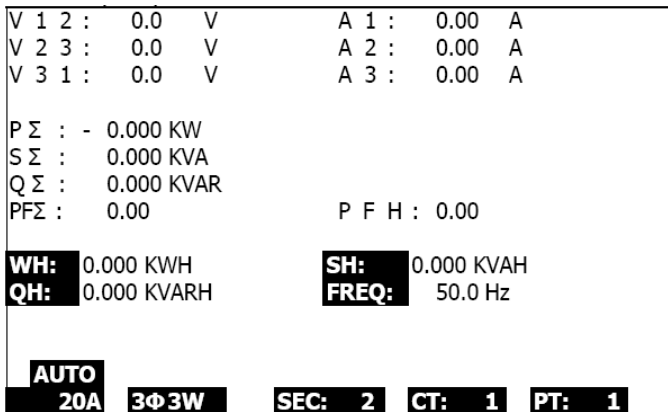 V 1 2 : 0.0 V A 1 : 0.00 A
V 2 3 : 0.0 V A 2 : 0.00 A
V 3 1 : 0.0 V A 3 : 0.00 A
P Σ : - 0.000 KW
S Σ : 0.000 KVA
Q Σ : 0.000 KVAR
PFΣ : 0.00 P F H : 0.00
WH: 0.000 KWH SH: 0.000 KVAH
QH: 0.000 KVARH FREQ: 50.0 Hz
AUTO
20A 3Φ3W SEC: 2 CT: 1 PT: 1